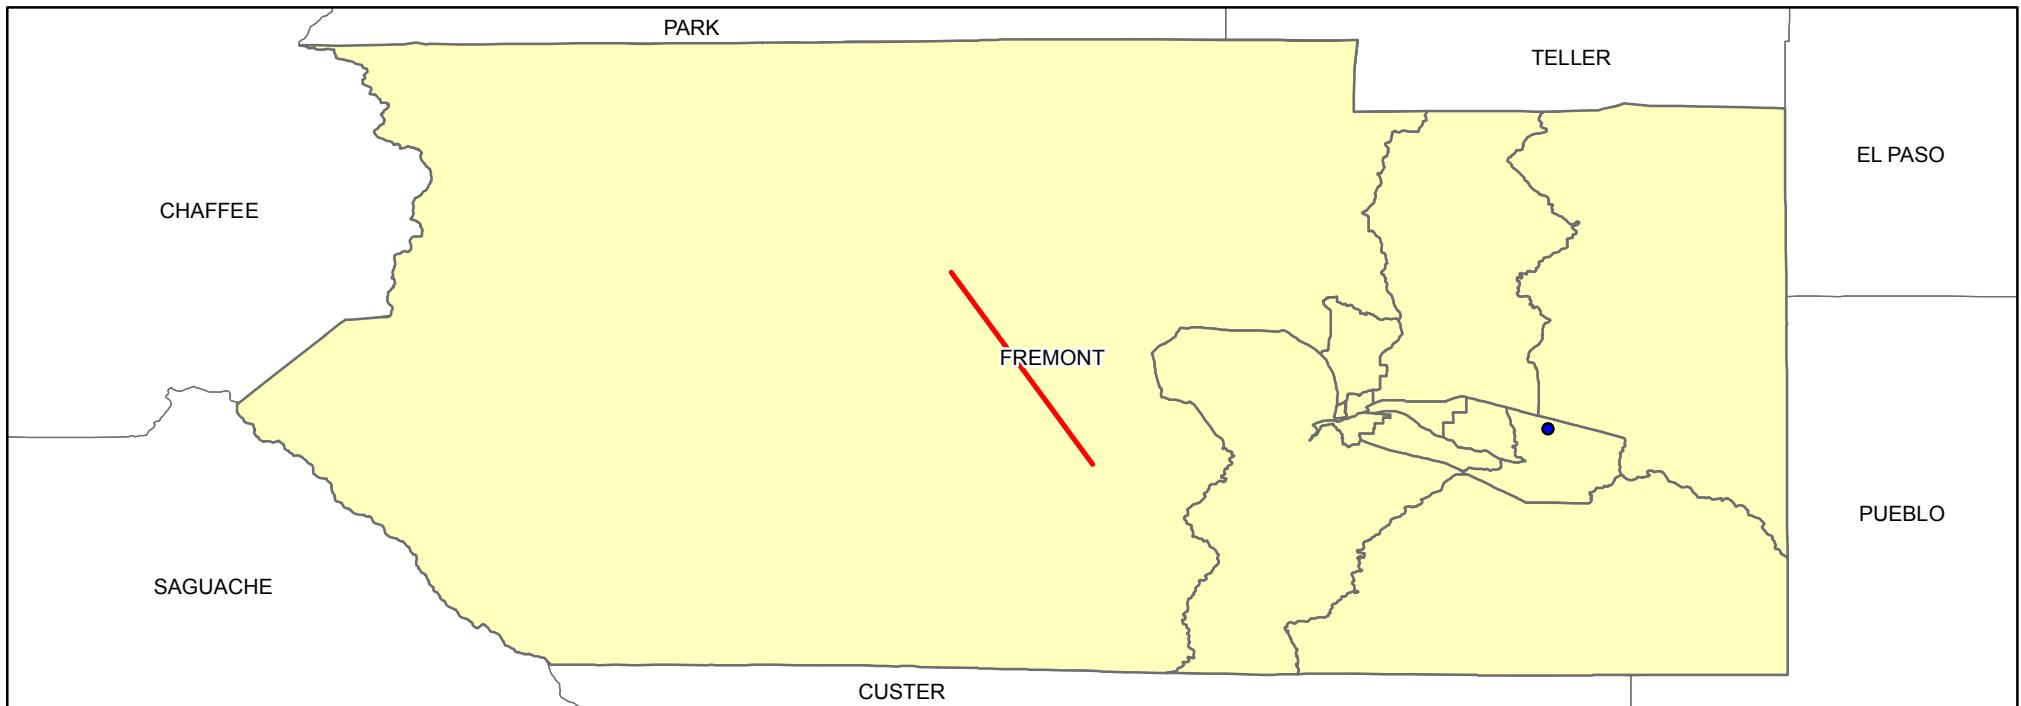 PARK
TELLER
EL PASO
CHAFFEE
FREMONT
PUEBLO
SAGUACHE
CUSTER